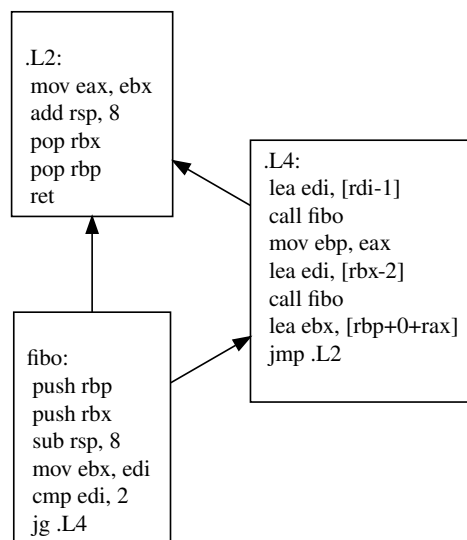 .L2:
mov eax, ebx
add rsp, 8
pop rbx
pop rbp
ret
.L4:
lea edi, [rdi-1]
call fibo
mov ebp, eax
lea edi, [rbx-2]
call fibo
lea ebx, [rbp+0+rax]
jmp .L2
fibo:
push rbp
push rbx
sub rsp, 8
mov ebx, edi
cmp edi, 2
jg .L4